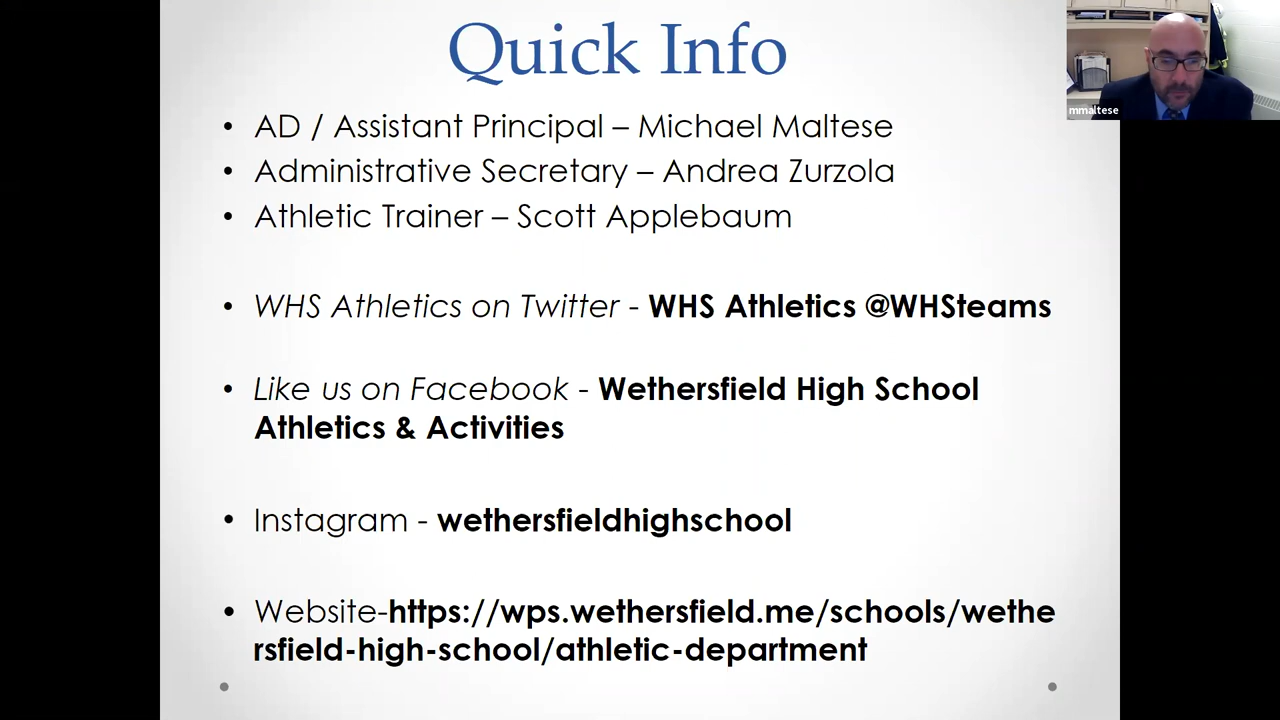 Quick Info
mmaltese
• AD / Assistant Principal – Michael Maltese
• Administrative Secretary – Andrea Zurzola
• Athletic Trainer – Scott Applebaum
• WHS Athletics on Twitter - WHS Athletics @WHSteams
• Like us on Facebook - Wethersfield High School
Athletics & Activities
• Instagram - wethersfieldhighschool
• Website-https://wps.wethersfield.me/schools/wethe
rsfield-high-school/athletic-department